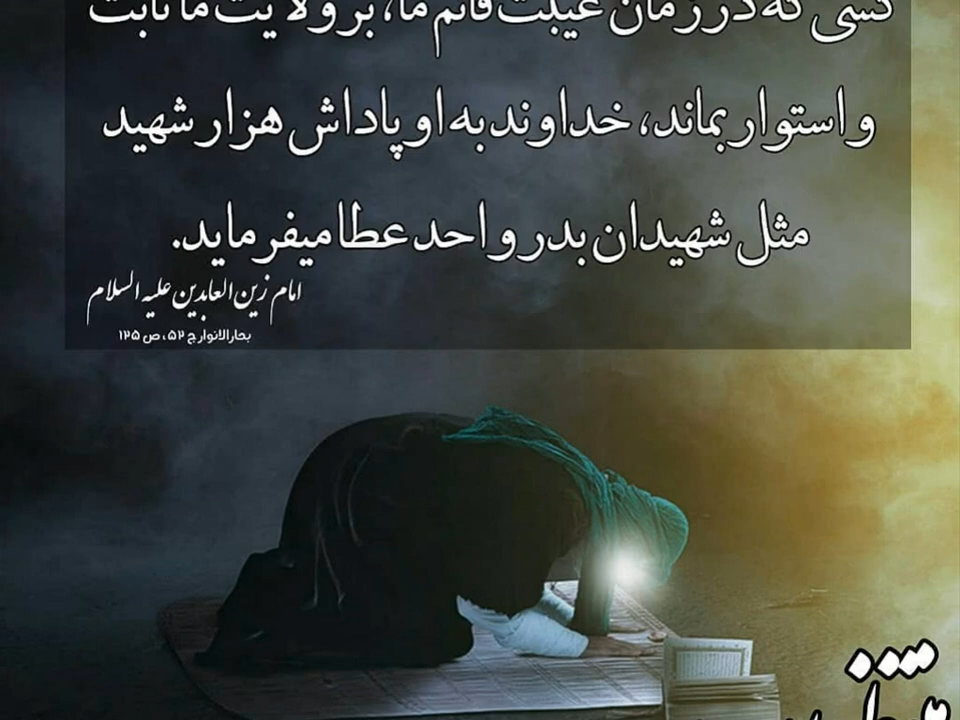 کسی که در زمان غیبت قائم ما، بر ولایت ما ثابت
و استوار بماند، خداوند به او پاداش هزار شهید
مثل شهیدان بدر و احد عطا میفرماید.
امام زین العابدین علیه السلام
بحارالانوار ج ۵۲، ص ۱۲۵